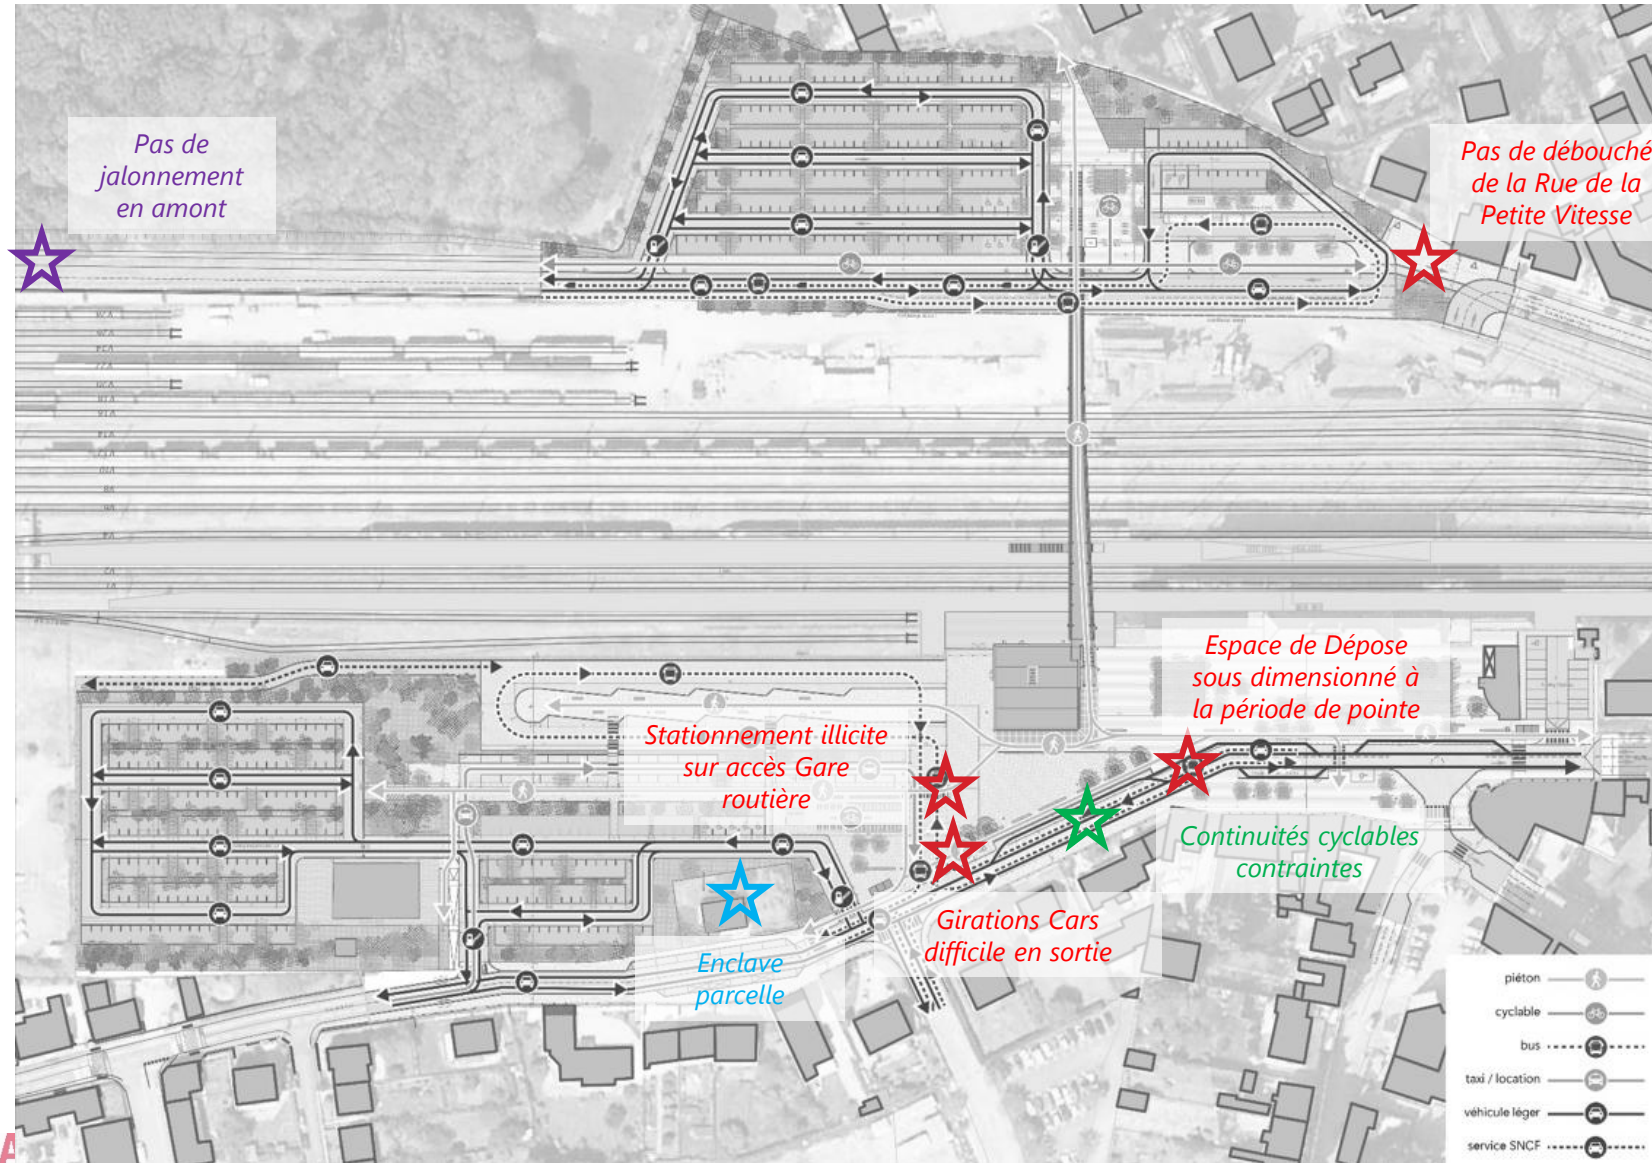 Pas de
jalonnement
en amont
Pas de débouché
de la Rue de la
Petite Vitesse
Espace de Dépose
sous dimensionné à
la période de pointe
Stationnement illicite
sur accès Gare
routière
Continuités cyclables
contraintes
Girations Cars
difficile en sortie
Enclave
parcelle
piéton
cyclable
bus
taxi / location
véhicule léger
service SNCF
A